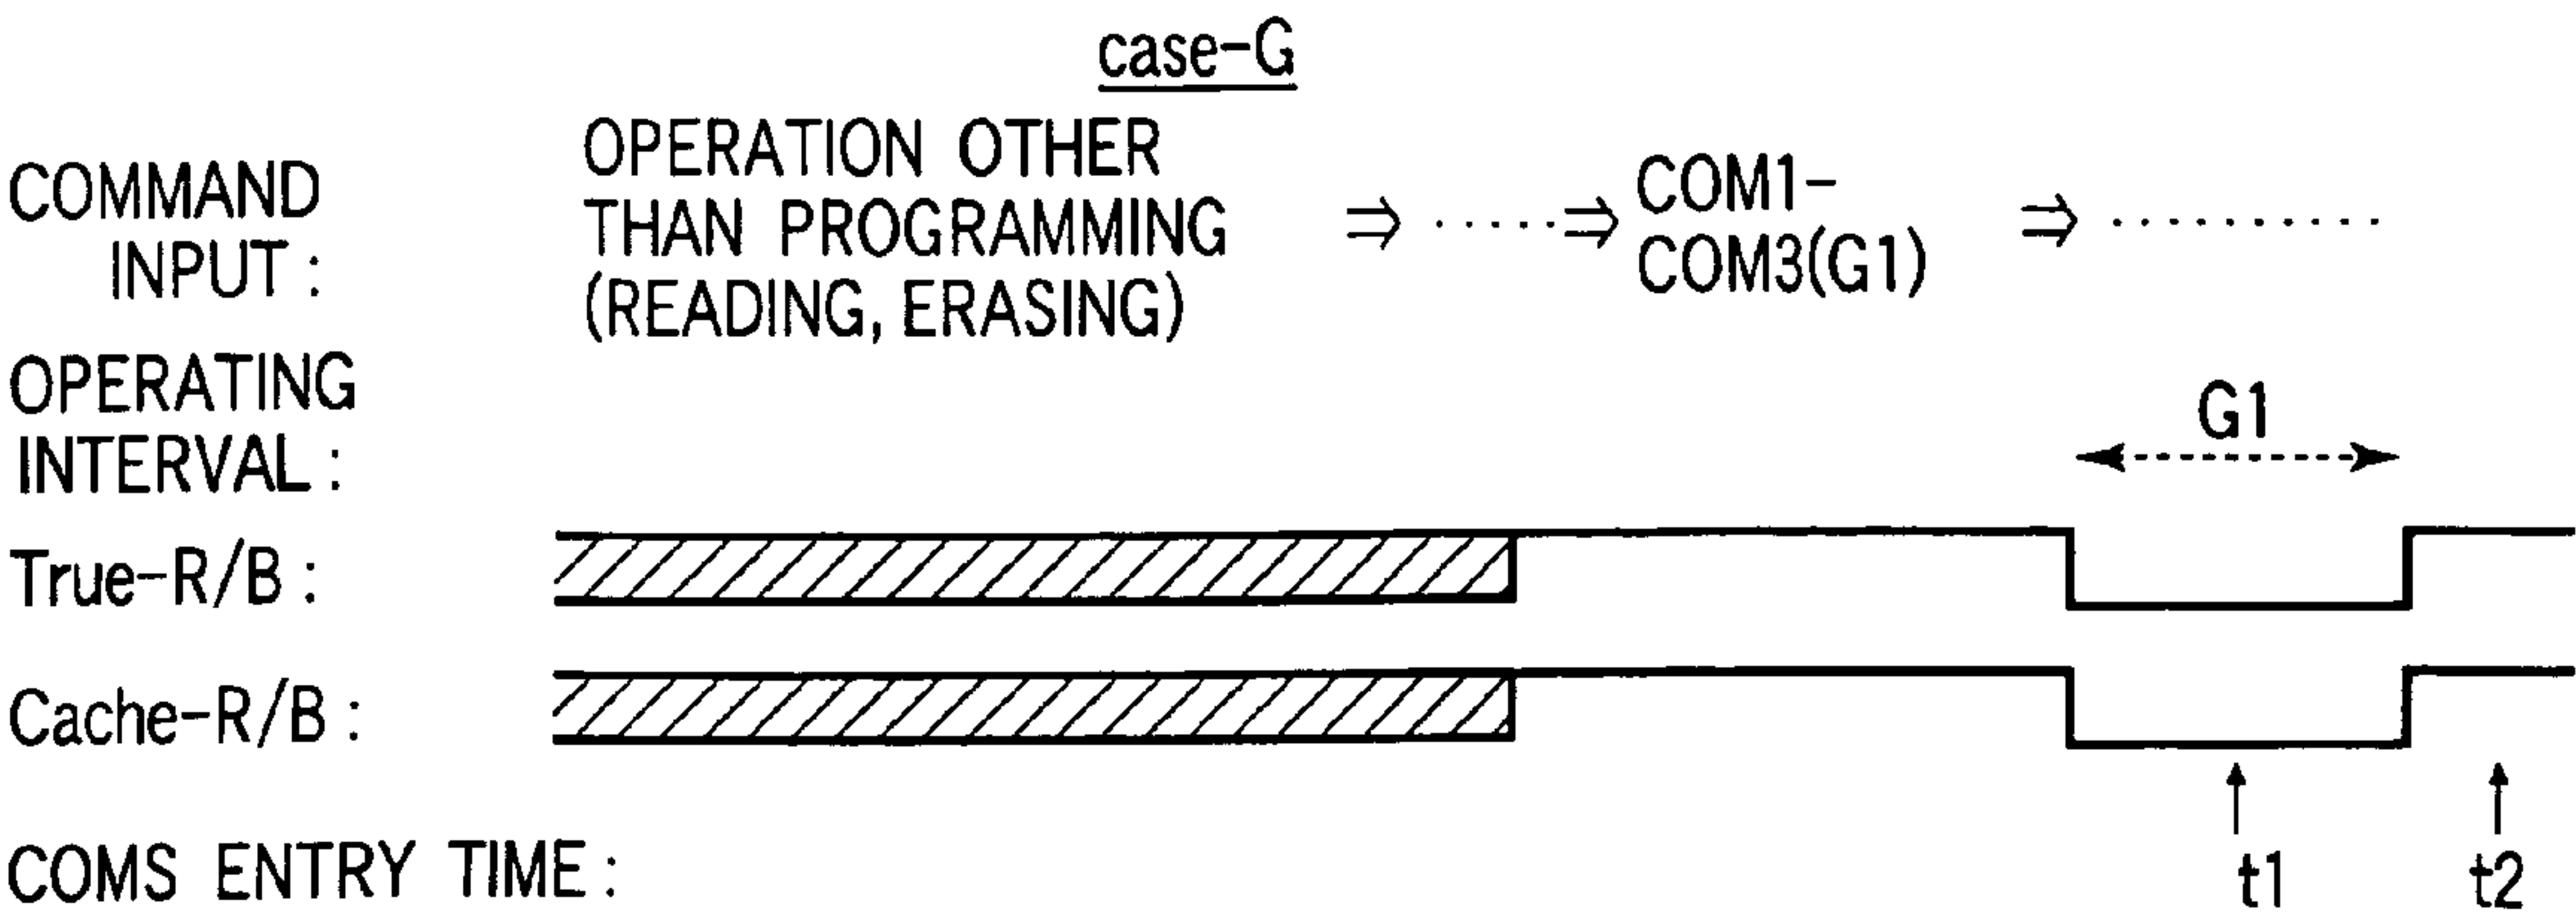 case-G
COMMAND
INPUT :
OPERATION OTHER
THAN PROGRAMMING
(READING, ERASING)
⇒ ·····⇒
COM1-
COM3(G1)
⇒ ··········
OPERATING
INTERVAL :
G1
True-R/B :
Cache-R/B :
COMS ENTRY TIME :
t1
t2